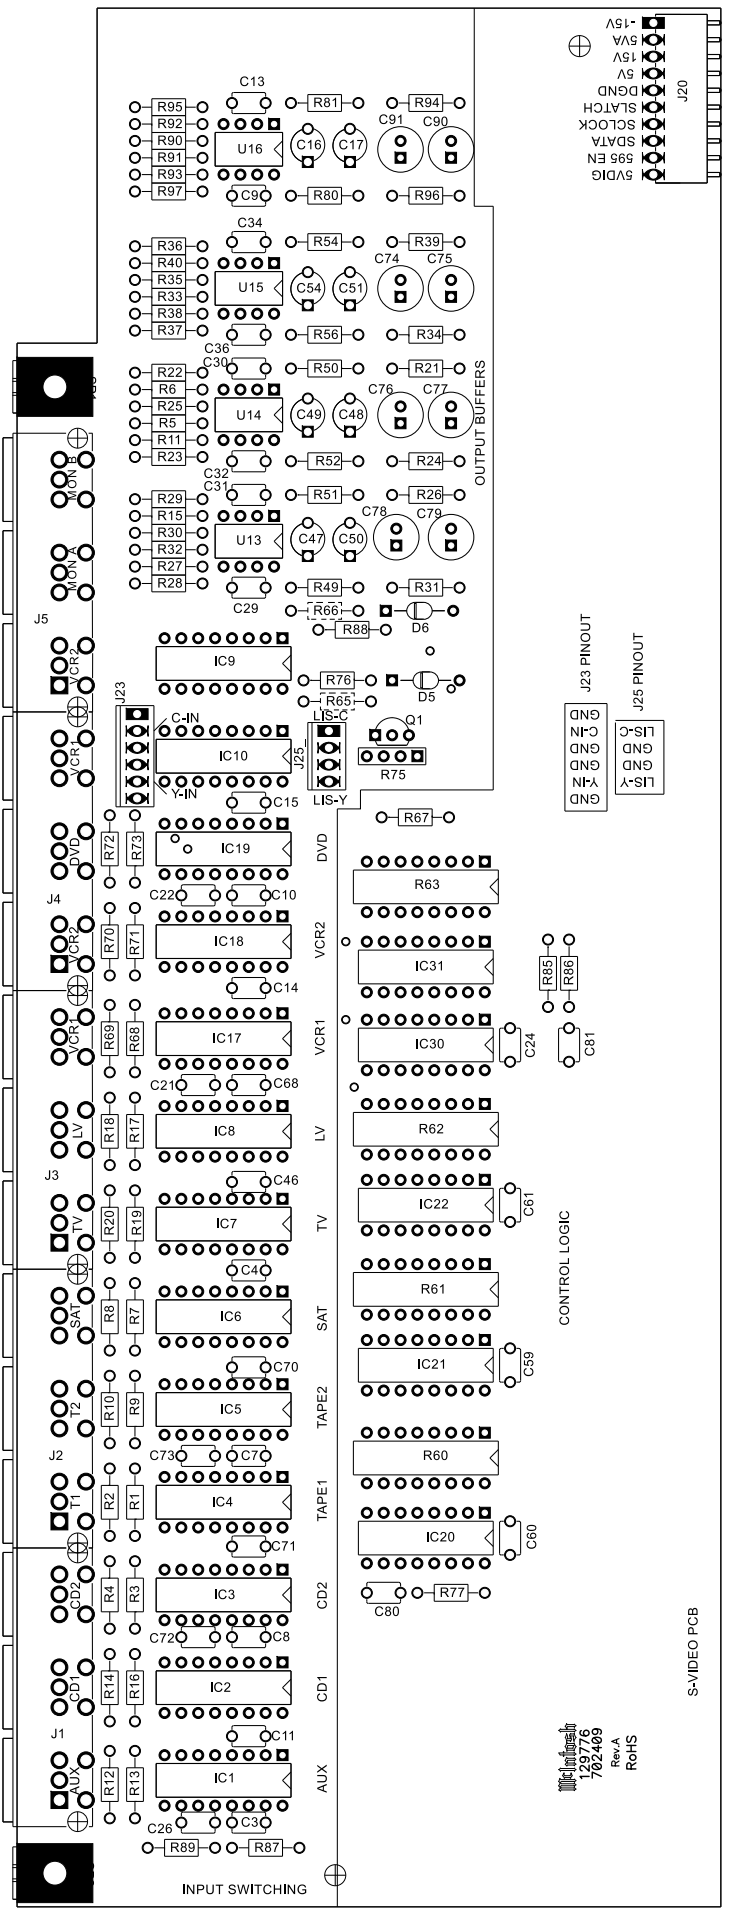 -15V
5VA
15V
5V
DGND
SLATCH
SCLOCK
SDATA
595 EN
5VDIG
J20
C13
R95
R92
R90
R91
R93
R97
U16
R81
R94
C16
C17
C91
C90
C9
R80
R96
C34
R36
R40
R35
R33
R38
R37
U15
R54
R39
C54
C51
C74
C75
C36
R56
R34
C30
R50
R21
R22
R6
R25
R5
R11
R23
U14
C49
C48
C76
C77
C32
R52
R24
C31
R51
R26
OUTPUT BUFFERS
R29
R15
R30
R32
R27
R28
U13
C47
C50
C78
C79
C29
R49
R31
R66
D6
R88
MON B
MON A
J5
VCR2
IC9
R76
D5
R65
J23
C-IN
Y-IN
IC10
LIS-C
J25
LIS-Y
Q1
R75
J23 PINOUT
GND
C-IN
GND
GND
Y-IN
GND
J25 PINOUT
LIS-C
GND
GND
LIS-Y
VCR1
C15
R67
DVD
R72
R73
IC19
DVD
R63
C22
C10
J4
VCR2
R70
R71
IC18
VCR2
IC31
R85
R86
C14
VCR1
R69
R68
IC17
VCR1
IC30
C24
C81
C21
C68
LV
R18
R17
IC8
LV
R62
C46
J3
TV
R20
R19
IC7
TV
IC22
C61
C4
SAT
R8
R7
IC6
SAT
R61
CONTROL LOGIC
C70
IC21
C59
T2
R10
R9
IC5
TAPE2
C73
C7
R60
J2
T1
R2
R1
IC4
TAPE1
IC20
C60
C71
CD2
R4
R3
IC3
CD2
C80
R77
C72
C8
CD1
R14
R16
IC2
CD1
S-VIDEO PCB
C11
J1
AUX
R12
R13
IC1
AUX
McIntosh
129776
702409
Rev.A
RoHS
C26
C3
R89
R87
INPUT SWITCHING